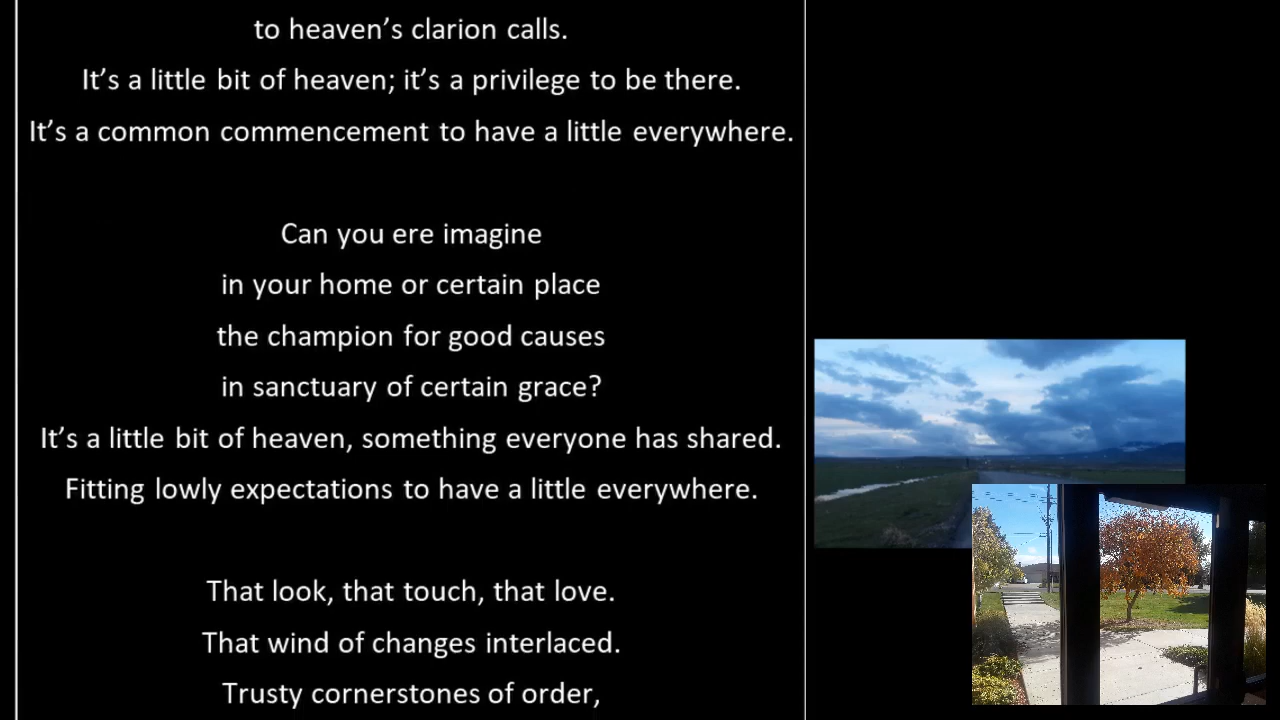 to heaven’s clarion calls.
It’s a little bit of heaven; it’s a privilege to be there.
It’s a common commencement to have a little everywhere.
Can you ere imagine
in your home or certain place
the champion for good causes
in sanctuary of certain grace?
It’s a little bit of heaven, something everyone has shared.
Fitting lowly expectations to have a little everywhere.
That look, that touch, that love.
That wind of changes interlaced.
Trusty cornerstones of order,